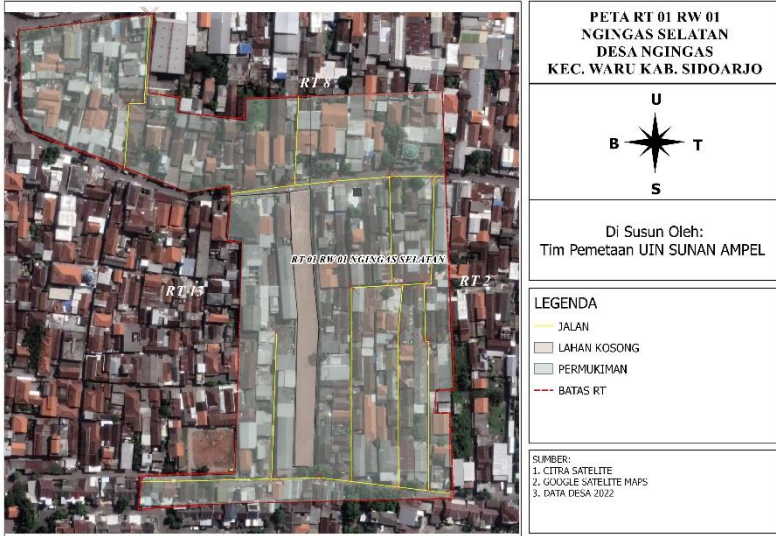 PETA RT 01 RW 01
NGINGAS SELATAN
DESA NGINGAS
KEC. WARU KAB. SIDOARJO
U
B
T
S
Di Susun Oleh:
Tim Pemetaan UIN SUNAN AMPEL
LEGENDA
JALAN
LAHAN KOSONG
PERMUKIMAN
BATAS RT
SUMBER:
1. CITRA SATELITE
2. GOOGLE SATELITE MAPS
3. DATA DESA 2022
RT 8
RT 01 RW 01 NGINGAS SELATAN
RT 13
RT 2